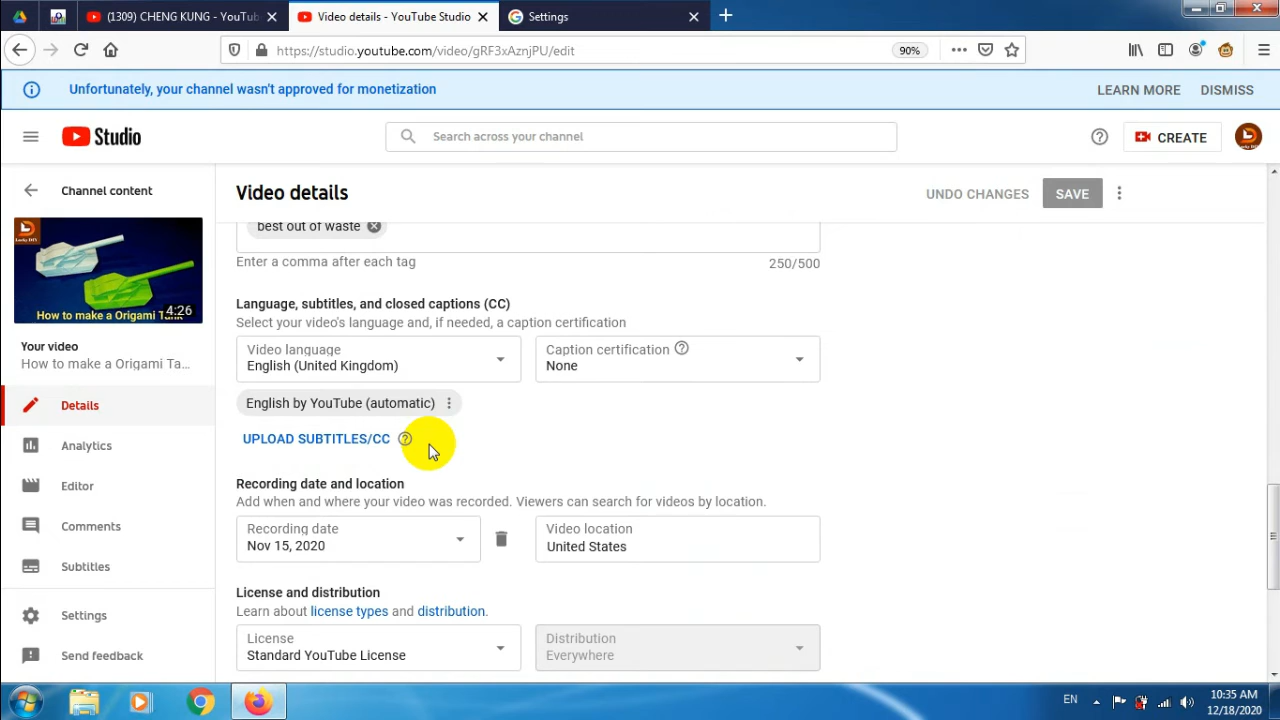 (1309) CHENG KUNG - YouTub
Video details - YouTube Studio
Settings
https://studio.youtube.com/video/gRF3xAznjPU/edit
90%
Unfortunately, your channel wasn't approved for monetization
LEARN MORE
DISMISS
Studio
Search across your channel
CREATE
Channel content
Video details
UNDO CHANGES
SAVE
best out of waste
Enter a comma after each tag
250/500
How to make a Origami Tank
4:26
Your video
How to make a Origami Ta...
Details
Analytics
Editor
Comments
Subtitles
Settings
Send feedback
Language, subtitles, and closed captions (CC)
Select your video's language and, if needed, a caption certification
Video language
English (United Kingdom)
Caption certification
None
English by YouTube (automatic)
UPLOAD SUBTITLES/CC
Recording date and location
Add when and where your video was recorded. Viewers can search for videos by location.
Recording date
Nov 15, 2020
Video location
United States
License and distribution
Learn about license types and distribution.
License
Standard YouTube License
Distribution
Everywhere
EN
10:35 AM
12/18/2020